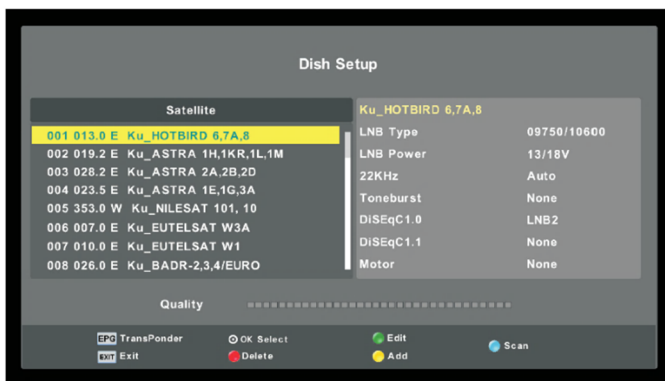 Dish Setup
Satellite
001 013.0 E Ku_HOTBIRD 6,7A,8
002 019.2 E Ku_ASTRA 1H,1KR,1L,1M
003 028.2 E Ku_ASTRA 2A,2B,2D
004 023.5 E Ku_ASTRA 1E,1G,3A
005 353.0 W Ku_NILESAT 101, 10
006 007.0 E Ku_EUTELSAT W3A
007 010.0 E Ku_EUTELSAT W1
008 026.0 E Ku_BADR-2,3,4/EURO
Ku_HOTBIRD 6,7A,8
LNB Type 09750/10600
LNB Power 13/18V
22KHz Auto
Toneburst None
DiSEqC1.0 LNB2
DiSEqC1.1 None
Motor None
Quality
EPG TransPonder OK Select Edit Scan
EXIT Exit Delete Add